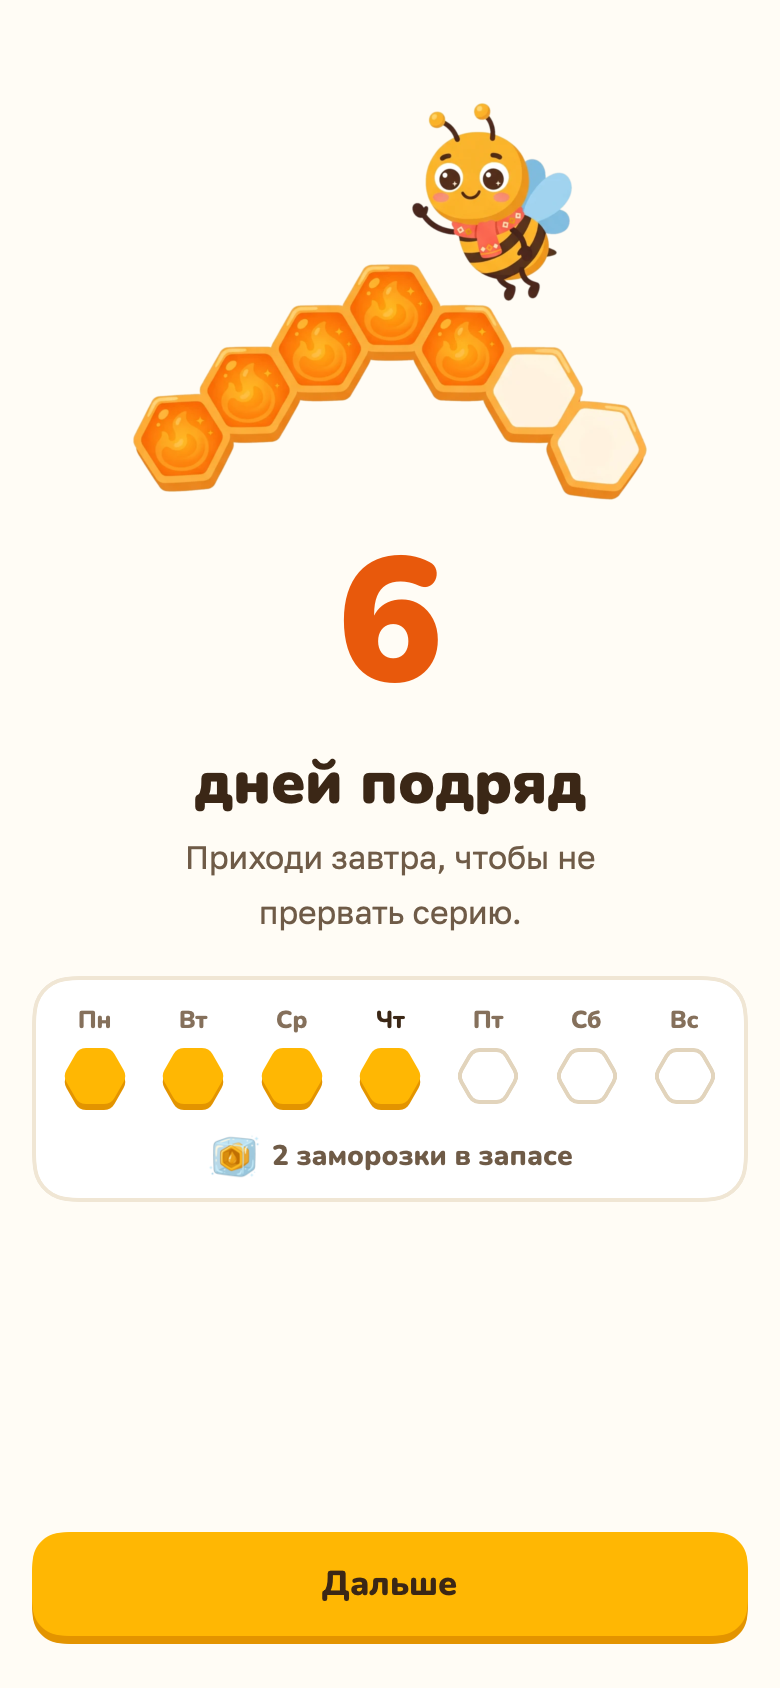 6
дней подряд
Приходи завтра, чтобы не
прервать серию.
Пн Вт Ср Чт Пт Сб Вс
2 заморозки в запасе
Дальше